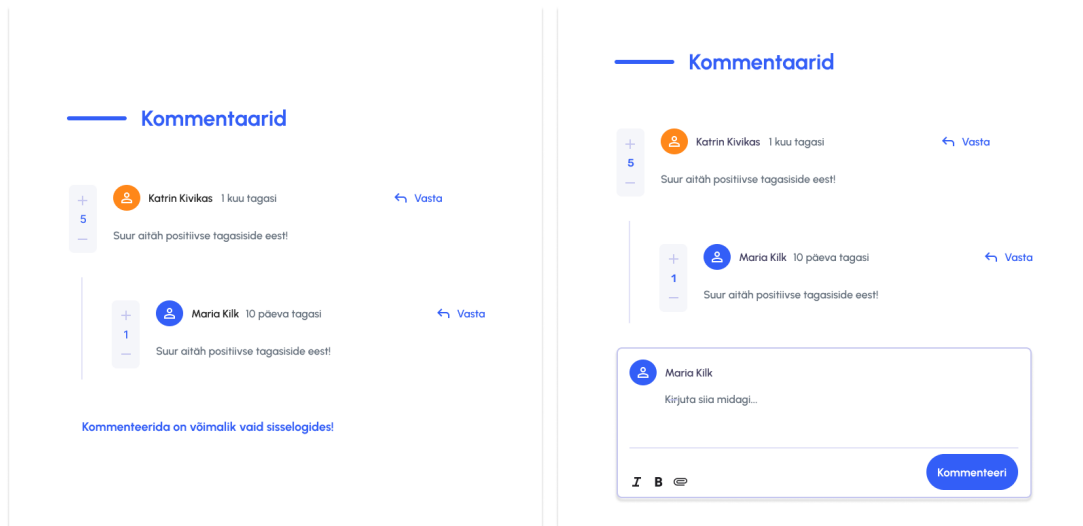 Kommentaarid
5
Katrin Kivikas 1 kuu tagasi Vasta
Suur aitäh positiivse tagasiside eest!
1
Maria Kilk 10 päeva tagasi Vasta
Suur aitäh positiivse tagasiside eest!
Kommenteerida on võimalik vaid sisselogides!
Kommentaarid
5
Katrin Kivikas 1 kuu tagasi Vasta
Suur aitäh positiivse tagasiside eest!
1
Maria Kilk 10 päeva tagasi Vasta
Suur aitäh positiivse tagasiside eest!
Maria Kilk
Kirjuta siia midagi...
I B
Kommenteeri